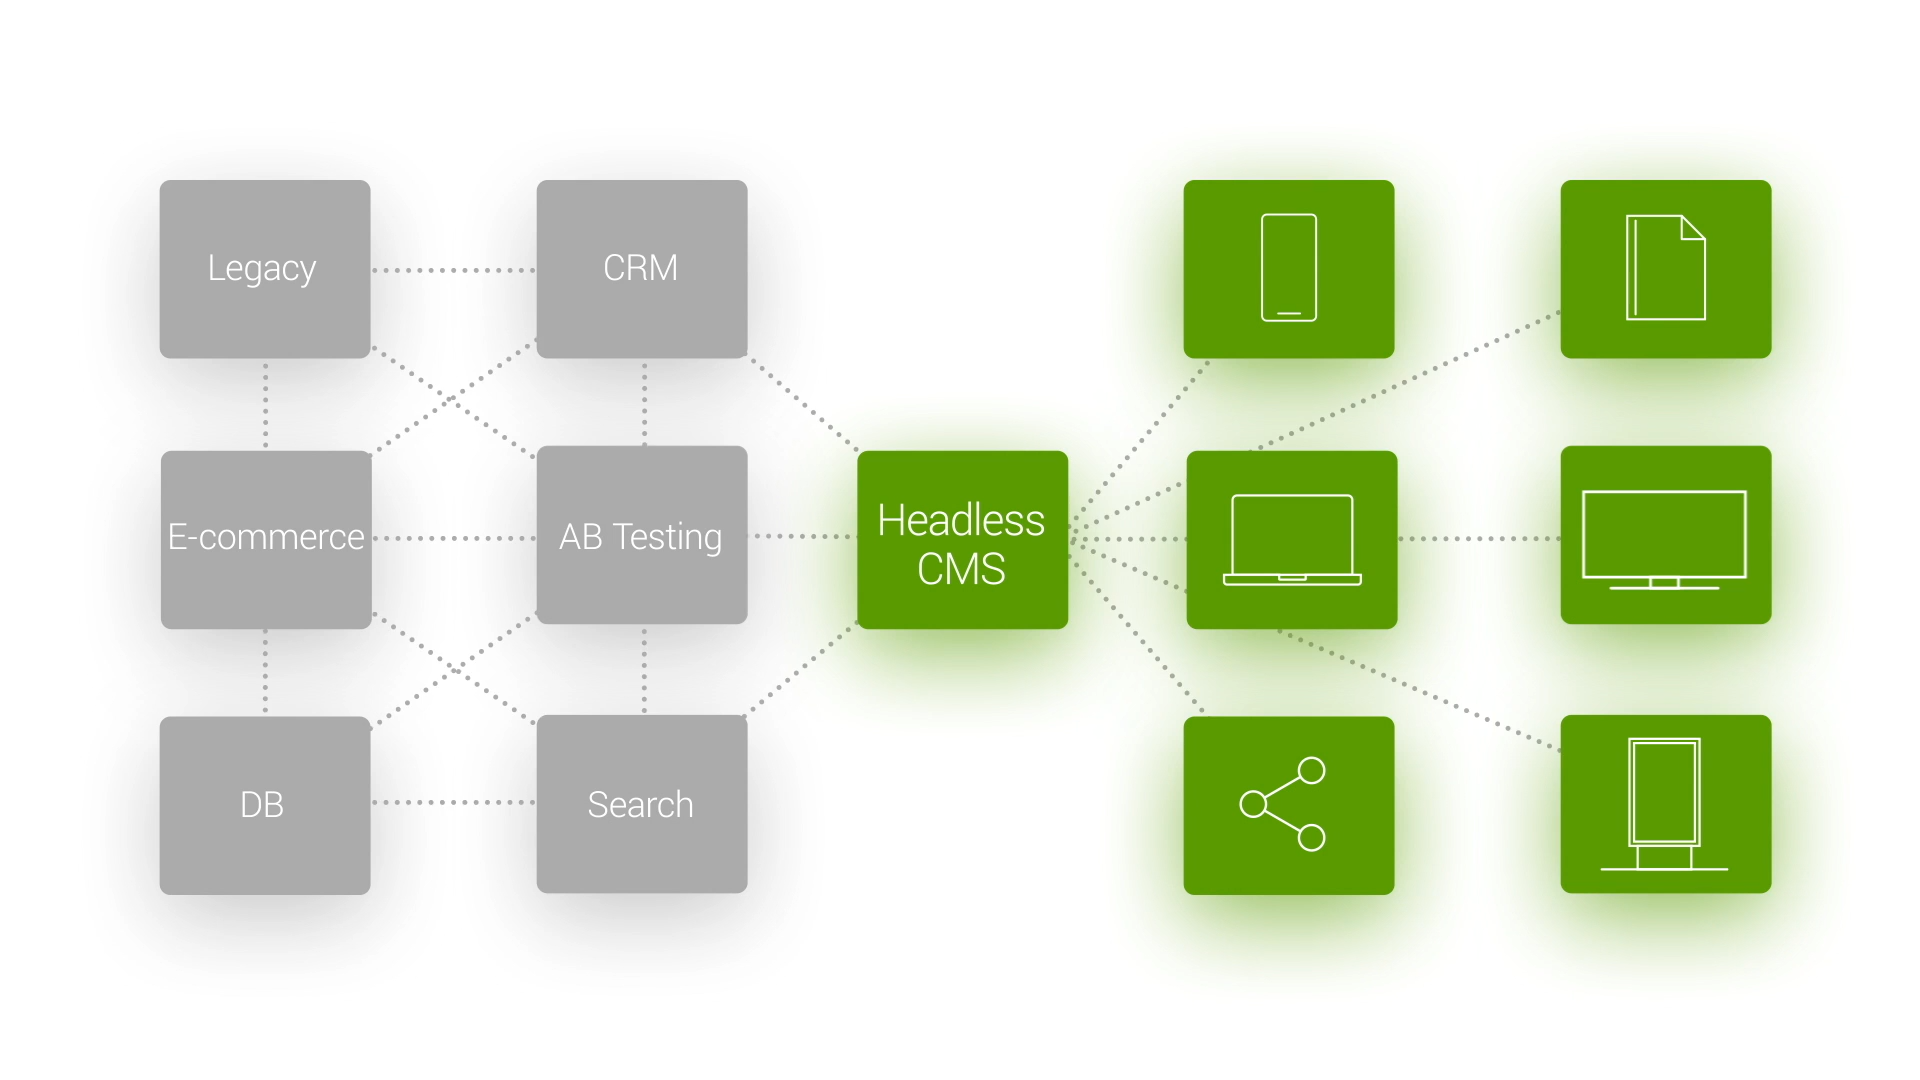 Legacy
CRM
E-commerce
AB Testing
Headless
CMS
DB
Search